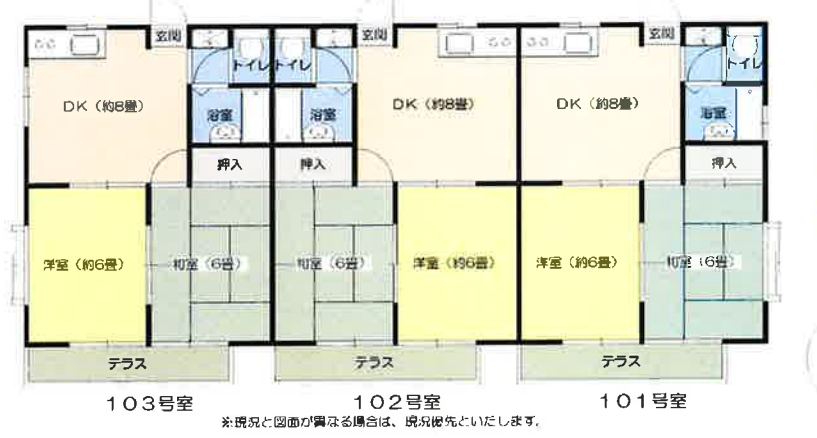 玄関
トイレ
トイレ
玄関
玄関
トイレ
DK（約8畳）
浴室
浴室
DK（約8畳）
DK（約8畳）
浴室
押入
押入
押入
洋室（約6畳）
和室（6畳）
和室（6畳）
洋室（約6畳）
洋室（約6畳）
和室（6畳）
テラス
テラス
テラス
103号室
102号室
101号室
※現況と図面が異なる場合は、現況優先といたします。